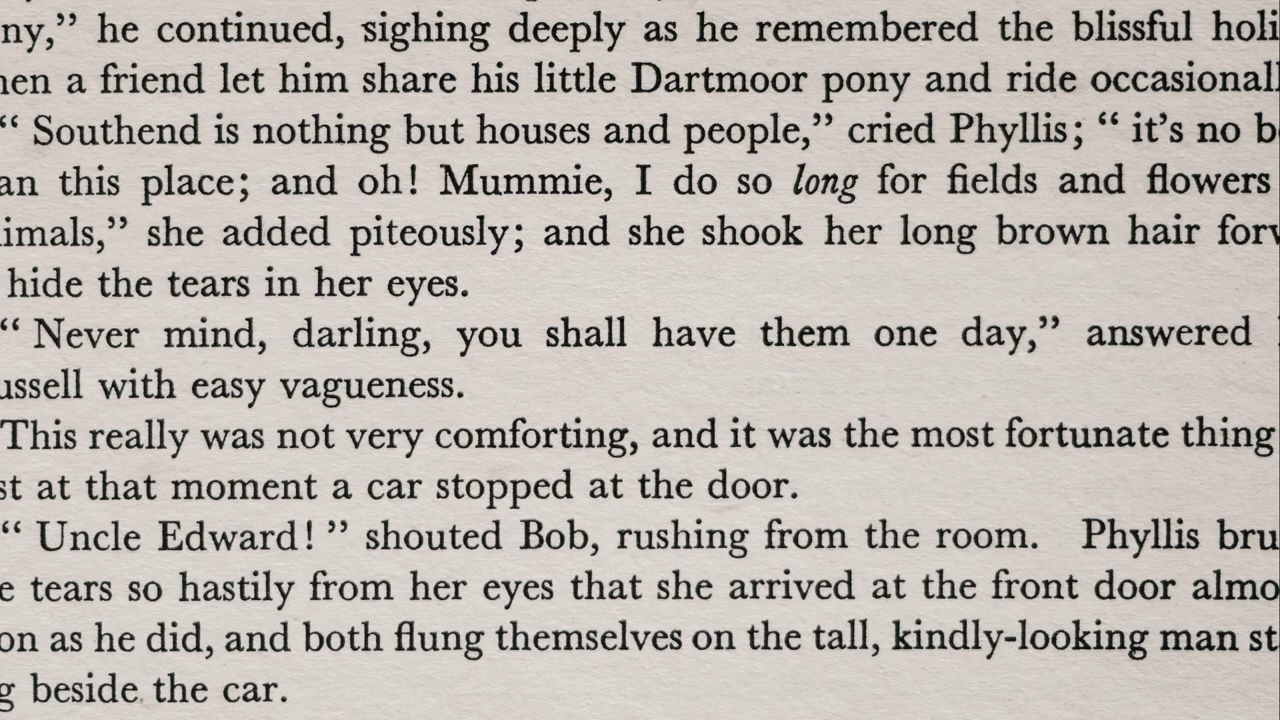 ny,” he continued, sighing deeply as he remembered the blissful holi
en a friend let him share his little Dartmoor pony and ride occasionall
“ Southend is nothing but houses and people,” cried Phyllis; “ it’s no b
an this place; and oh! Mummie, I do so long for fields and flowers
imals,” she added piteously; and she shook her long brown hair forw
hide the tears in her eyes.
“ Never mind, darling, you shall have them one day,” answered
ussell with easy vagueness.
This really was not very comforting, and it was the most fortunate thing
st at that moment a car stopped at the door.
“ Uncle Edward! ” shouted Bob, rushing from the room. Phyllis bru
e tears so hastily from her eyes that she arrived at the front door almo
on as he did, and both flung themselves on the tall, kindly-looking man st
g beside the car.